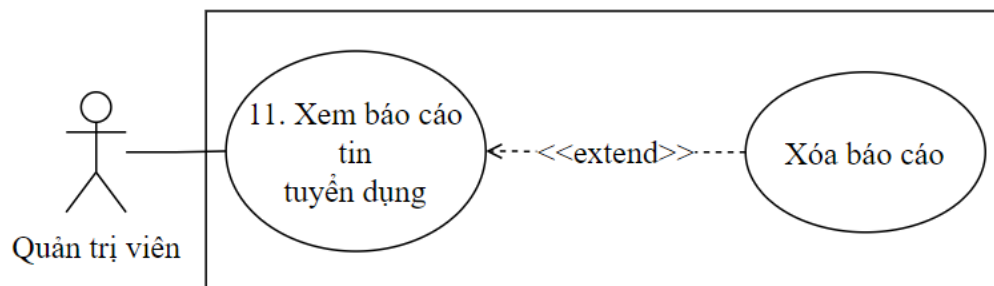 11. Xem báo cáo
tin
tuyển dụng
<<extend>>
Xóa báo cáo
Quản trị viên